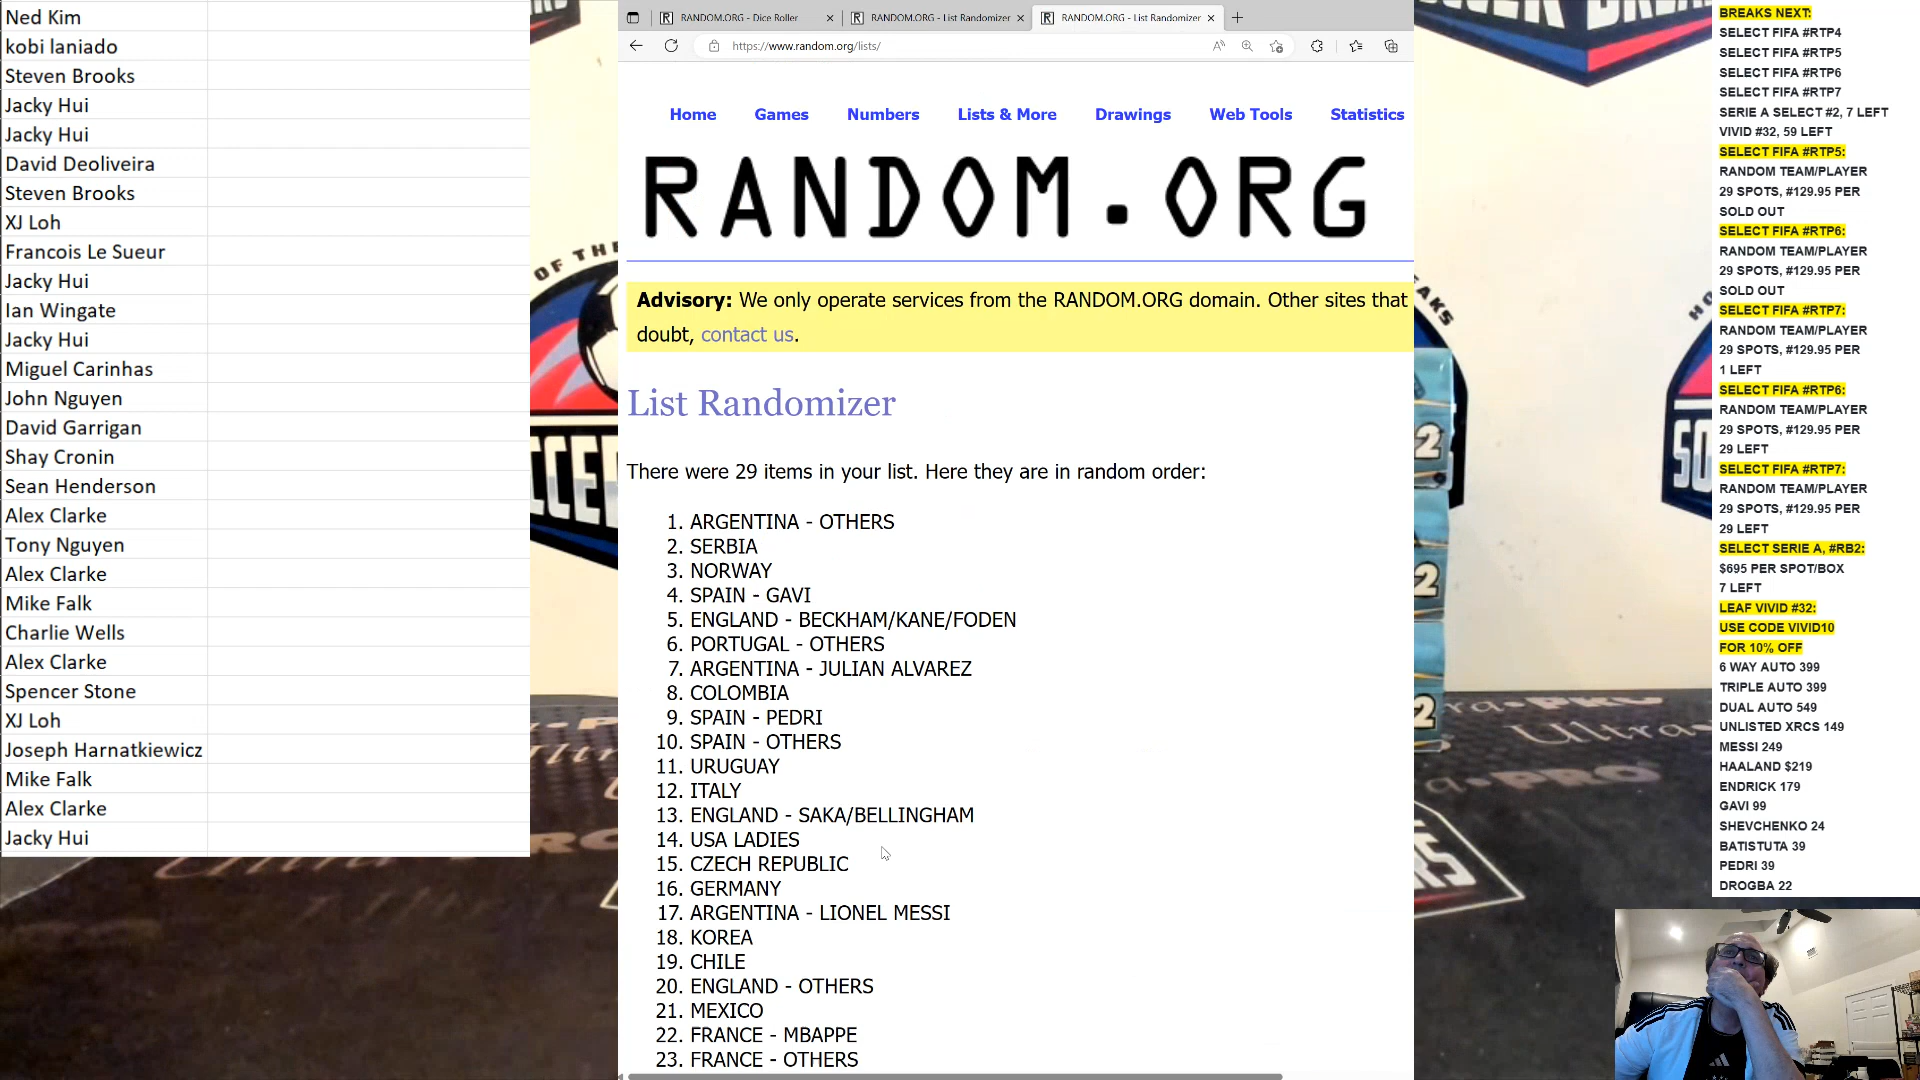 Ned Kim
kobi laniado
Steven Brooks
Jacky Hui
Jacky Hui
David Deoliveira
Steven Brooks
XJ Loh
Francois Le Sueur
Jacky Hui
Ian Wingate
Jacky Hui
Miguel Carinhas
John Nguyen
David Garrigan
Shay Cronin
Sean Henderson
Alex Clarke
Tony Nguyen
Alex Clarke
Mike Falk
Charlie Wells
Alex Clarke
Spencer Stone
XJ Loh
Joseph Harnatkiewicz
Mike Falk
Alex Clarke
Jacky Hui
RANDOM.ORG - Dice Roller
RANDOM.ORG - List Randomizer
RANDOM.ORG - List Randomizer
https://www.random.org/lists/
Home Games Numbers Lists & More Drawings Web Tools Statistics
RANDOM.ORG
Advisory: We only operate services from the RANDOM.ORG domain. Other sites that
doubt, contact us.
List Randomizer
There were 29 items in your list. Here they are in random order:
1. ARGENTINA - OTHERS
2. SERBIA
3. NORWAY
4. SPAIN - GAVI
5. ENGLAND - BECKHAM/KANE/FODEN
6. PORTUGAL - OTHERS
7. ARGENTINA - JULIAN ALVAREZ
8. COLOMBIA
9. SPAIN - PEDRI
10. SPAIN - OTHERS
11. URUGUAY
12. ITALY
13. ENGLAND - SAKA/BELLINGHAM
14. USA LADIES
15. CZECH REPUBLIC
16. GERMANY
17. ARGENTINA - LIONEL MESSI
18. KOREA
19. CHILE
20. ENGLAND - OTHERS
21. MEXICO
22. FRANCE - MBAPPE
23. FRANCE - OTHERS
BREAKS NEXT:
SELECT FIFA #RTP4
SELECT FIFA #RTP5
SELECT FIFA #RTP6
SELECT FIFA #RTP7
SERIE A SELECT #2, 7 LEFT
VIVID #32, 59 LEFT
SELECT FIFA #RTP5:
RANDOM TEAM/PLAYER
29 SPOTS, #129.95 PER
SOLD OUT
SELECT FIFA #RTP6:
RANDOM TEAM/PLAYER
29 SPOTS, #129.95 PER
SOLD OUT
SELECT FIFA #RTP7:
RANDOM TEAM/PLAYER
29 SPOTS, #129.95 PER
1 LEFT
SELECT FIFA #RTP6:
RANDOM TEAM/PLAYER
29 SPOTS, #129.95 PER
29 LEFT
SELECT FIFA #RTP7:
RANDOM TEAM/PLAYER
29 SPOTS, #129.95 PER
29 LEFT
SELECT SERIE A, #RB2:
$695 PER SPOT/BOX
7 LEFT
LEAF VIVID #32:
USE CODE VIVID10
FOR 10% OFF
6 WAY AUTO 399
TRIPLE AUTO 399
DUAL AUTO 549
UNLISTED XRCS 149
MESSI 249
HAALAND $219
ENDRICK 179
GAVI 99
SHEVCHENKO 24
BATISTUTA 39
PEDRI 39
DROGBA 22
OF THE